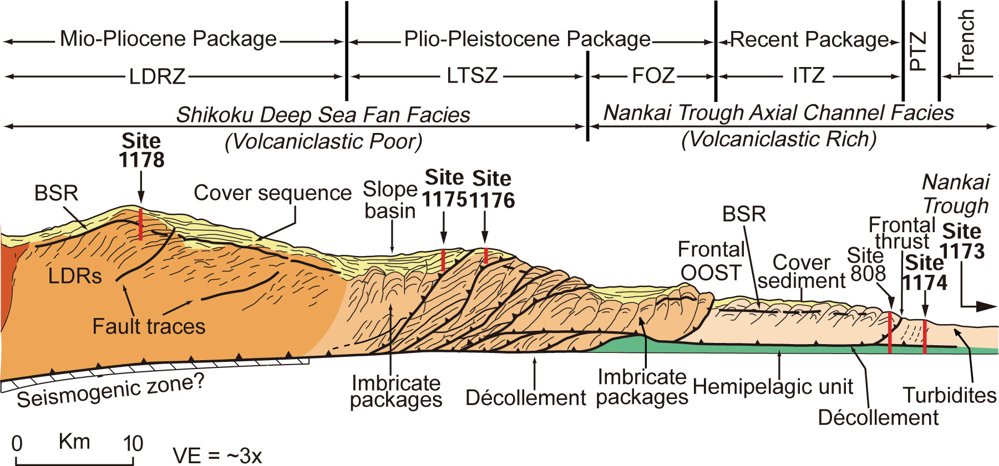 Mio-Pliocene Package
Plio-Pleistocene Package
Recent Package
PTZ
Trench
LDRZ
LTSZ
FOZ
ITZ
Shikoku Deep Sea Fan Facies
(Volcaniclastic Poor)
Nankai Trough Axial Channel Facies
(Volcaniclastic Rich)
Site
1178
BSR
Cover sequence
Slope
basin
Site
1175
Site
1176
Nankai
Trough
BSR
Frontal
thrust
Site
1173
Frontal
OOST
Cover
sediment
Site
808
Site
1174
LDRs
Fault traces
Seismogenic zone?
Imbricate
packages
Décollement
Imbricate
packages
Hemipelagic unit
Décollement
Turbidites
0 Km 10
VE = ~3x